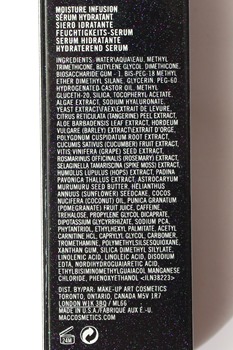 MOISTURE INFUSION
SÉRUM HYDRATANT
SIERO IDRATANTE
FEUCHTIGKEITS-SERUM
SERUM HIDRATANTE
HYDRATEREND SERUM
INGREDIENTS: WATER\AQUA\EAU, METHYL
TRIMETHICONE, BUTYLENE GLYCOL, DIMETHICONE,
BIOSACCHARIDE GUM - 1, BIS-PEG-18 METHYL
ETHER DIMETHYL SILANE, GLYCERIN, PEG-60
HYDROGENATED CASTOR OIL, METHYL
GLUCETH-20, SILICA, TOCOPHERYL ACETATE,
ALGAE EXTRACT, SODIUM HYALURONATE,
YEAST EXTRACT\FAEX\EXTRAIT DE LEVURE,
CITRUS RETICULATA (TANGERINE) PEEL EXTRACT,
ALOE BARBADENSIS LEAF EXTRACT, HORDEUM
VULGARE (BARLEY) EXTRACT\EXTRAIT D'ORGE,
POLYGONUM CUSPIDATUM ROOT EXTRACT,
CUCUMIS SATIVUS (CUCUMBER) FRUIT EXTRACT,
VITIS VINIFERA (GRAPE) SEED EXTRACT,
ROSMARINUS OFFICINALIS (ROSEMARY) EXTRACT,
SELAGINELLA TAMARISCINA (SPIKE MOSS) EXTRACT,
HUMULUS LUPULUS (HOPS) EXTRACT, PADINA
PAVONICA THALLUS EXTRACT, ASTROCARYUM
MURUMURU SEED BUTTER, HELIANTHUS
ANNUUS (SUNFLOWER) SEEDCAKE, COCOS
NUCIFERA (COCONUT) OIL, PUNICA GRANATUM
(POMEGRANATE) FRUIT JUICE, CAFFEINE,
TREHALOSE, PROPYLENE GLYCOL DICAPRATE,
DIPOTASSIUM GLYCYRRHIZATE, SODIUM PCA,
PHYTANTRIOL, ETHYLHEXYL PALMITATE, ACETYL
CARNITINE HCL, CAPRYLYL GLYCOL, CARBOMER,
TROMETHAMINE, POLYMETHYLSILSESQUIOXANE,
XANTHAN GUM, SILICA DIMETHYL SILYLATE,
LINOLENIC ACID, LINOLEIC ACID, DISODIUM
EDTA, NORDIHYDROGUAIARETIC ACID,
ETHYLBISIMINOMETHYLGUAIACOL MANGANESE
CHLORIDE, PHENOXYETHANOL <ILN38223>
DIST. BY/PAR: MAKE-UP ART COSMETICS
TORONTO, ONTARIO, CANADA M5V 1R7
LONDON W1K 3BQ / ML66
MADE IN U.S.A./FABRIQUE AUX É.-U.
MACCOSMETICS.COM
24M